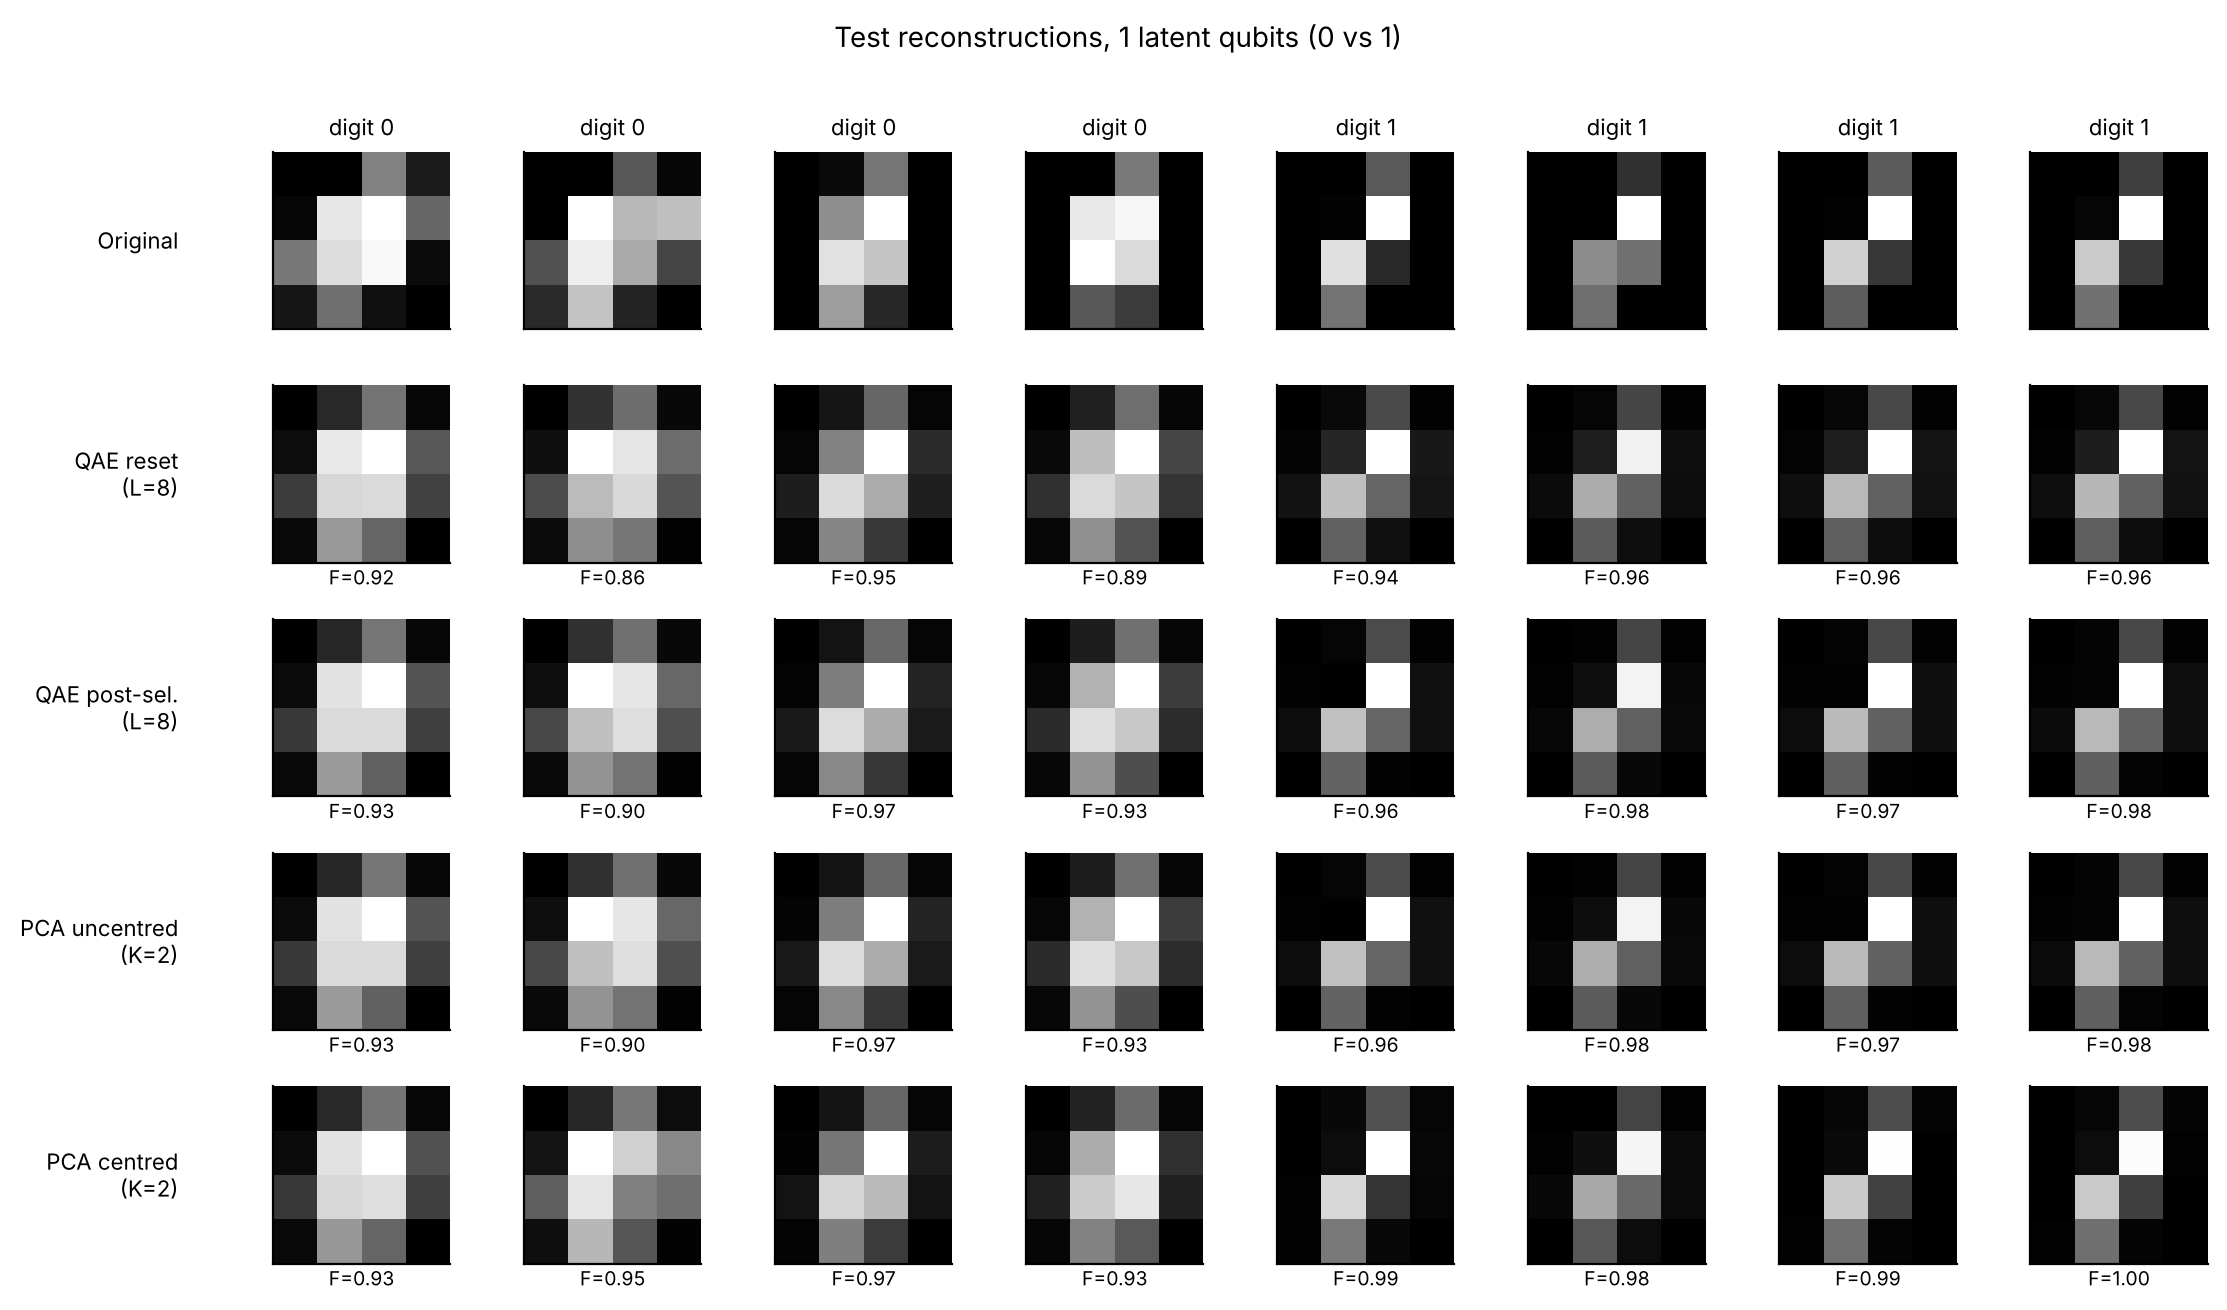 Test reconstructions, 1 latent qubits (0 vs 1)
digit 0 digit 0 digit 0 digit 0 digit 1 digit 1 digit 1 digit 1
Original
QAE reset
(L=8)
F=0.92 F=0.86 F=0.95 F=0.89 F=0.94 F=0.96 F=0.96 F=0.96
QAE post-sel.
(L=8)
F=0.93 F=0.90 F=0.97 F=0.93 F=0.96 F=0.98 F=0.97 F=0.98
PCA uncentred
(K=2)
F=0.93 F=0.90 F=0.97 F=0.93 F=0.96 F=0.98 F=0.97 F=0.98
PCA centred
(K=2)
F=0.93 F=0.95 F=0.97 F=0.93 F=0.99 F=0.98 F=0.99 F=1.00